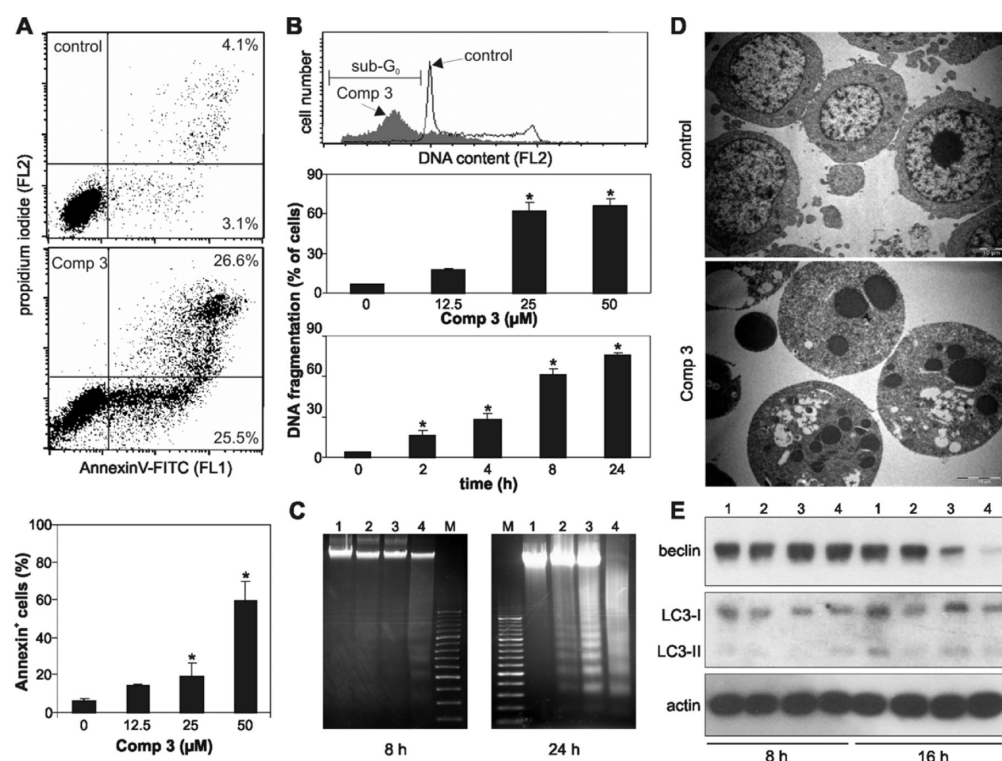 A
control
4.1%
3.1%
Comp 3
26.6%
25.5%
propidium iodide (FL2)
AnnexinV-FITC (FL1)
Annexin⁺ cells (%)
100
80
60
40
20
0
*
*
0 12.5 25 50
Comp 3 (µM)
B
cell number
sub-G₀
control
Comp 3
DNA content (FL2)
DNA fragmentation (% of cells)
90
60
30
0
*
*
0 12.5 25 50
Comp 3 (µM)
90
60
30
0
*
*
*
*
0 2 4 8 24
time (h)
C
1 2 3 4 M
8 h
M 1 2 3 4
24 h
D
control
Comp 3
E
1 2 3 4 1 2 3 4
beclin
LC3-I
LC3-II
actin
8 h 16 h